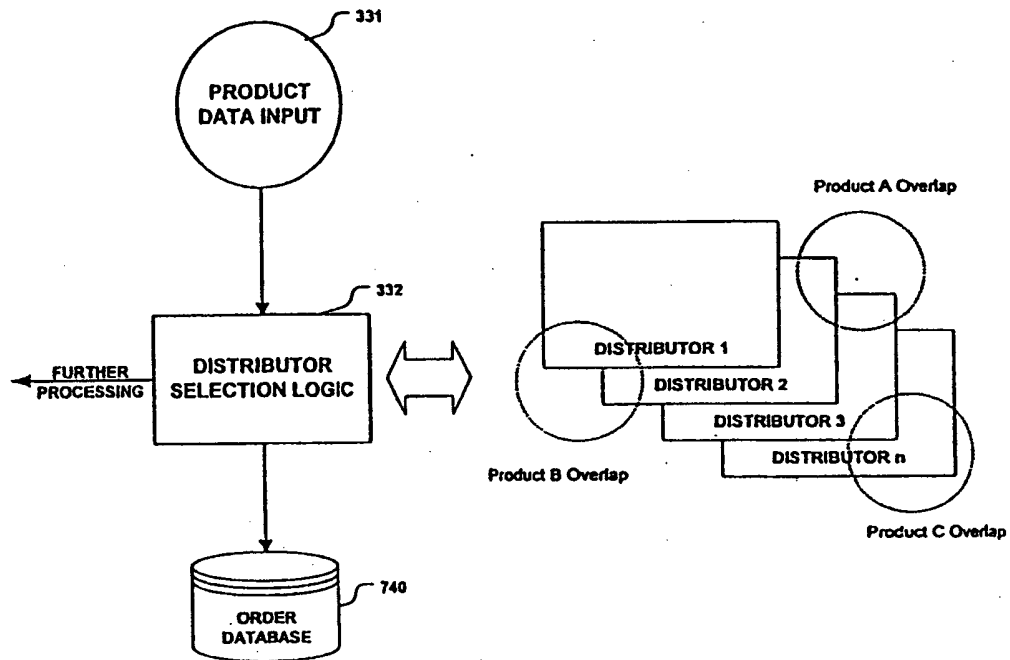 331
PRODUCT
DATA INPUT
Product A Overlap
332
DISTRIBUTOR 1
FURTHER
PROCESSING
DISTRIBUTOR
SELECTION LOGIC
DISTRIBUTOR 2
DISTRIBUTOR 3
DISTRIBUTOR n
Product B Overlap
Product C Overlap
740
ORDER
DATABASE